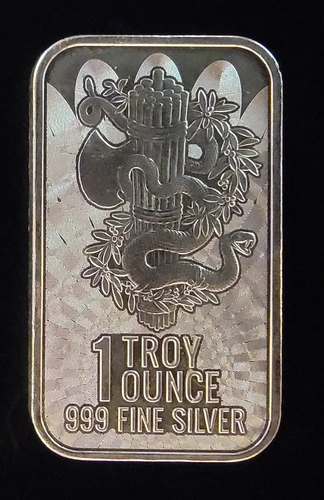 1 TROY
OUNCE
999 FINE SILVER